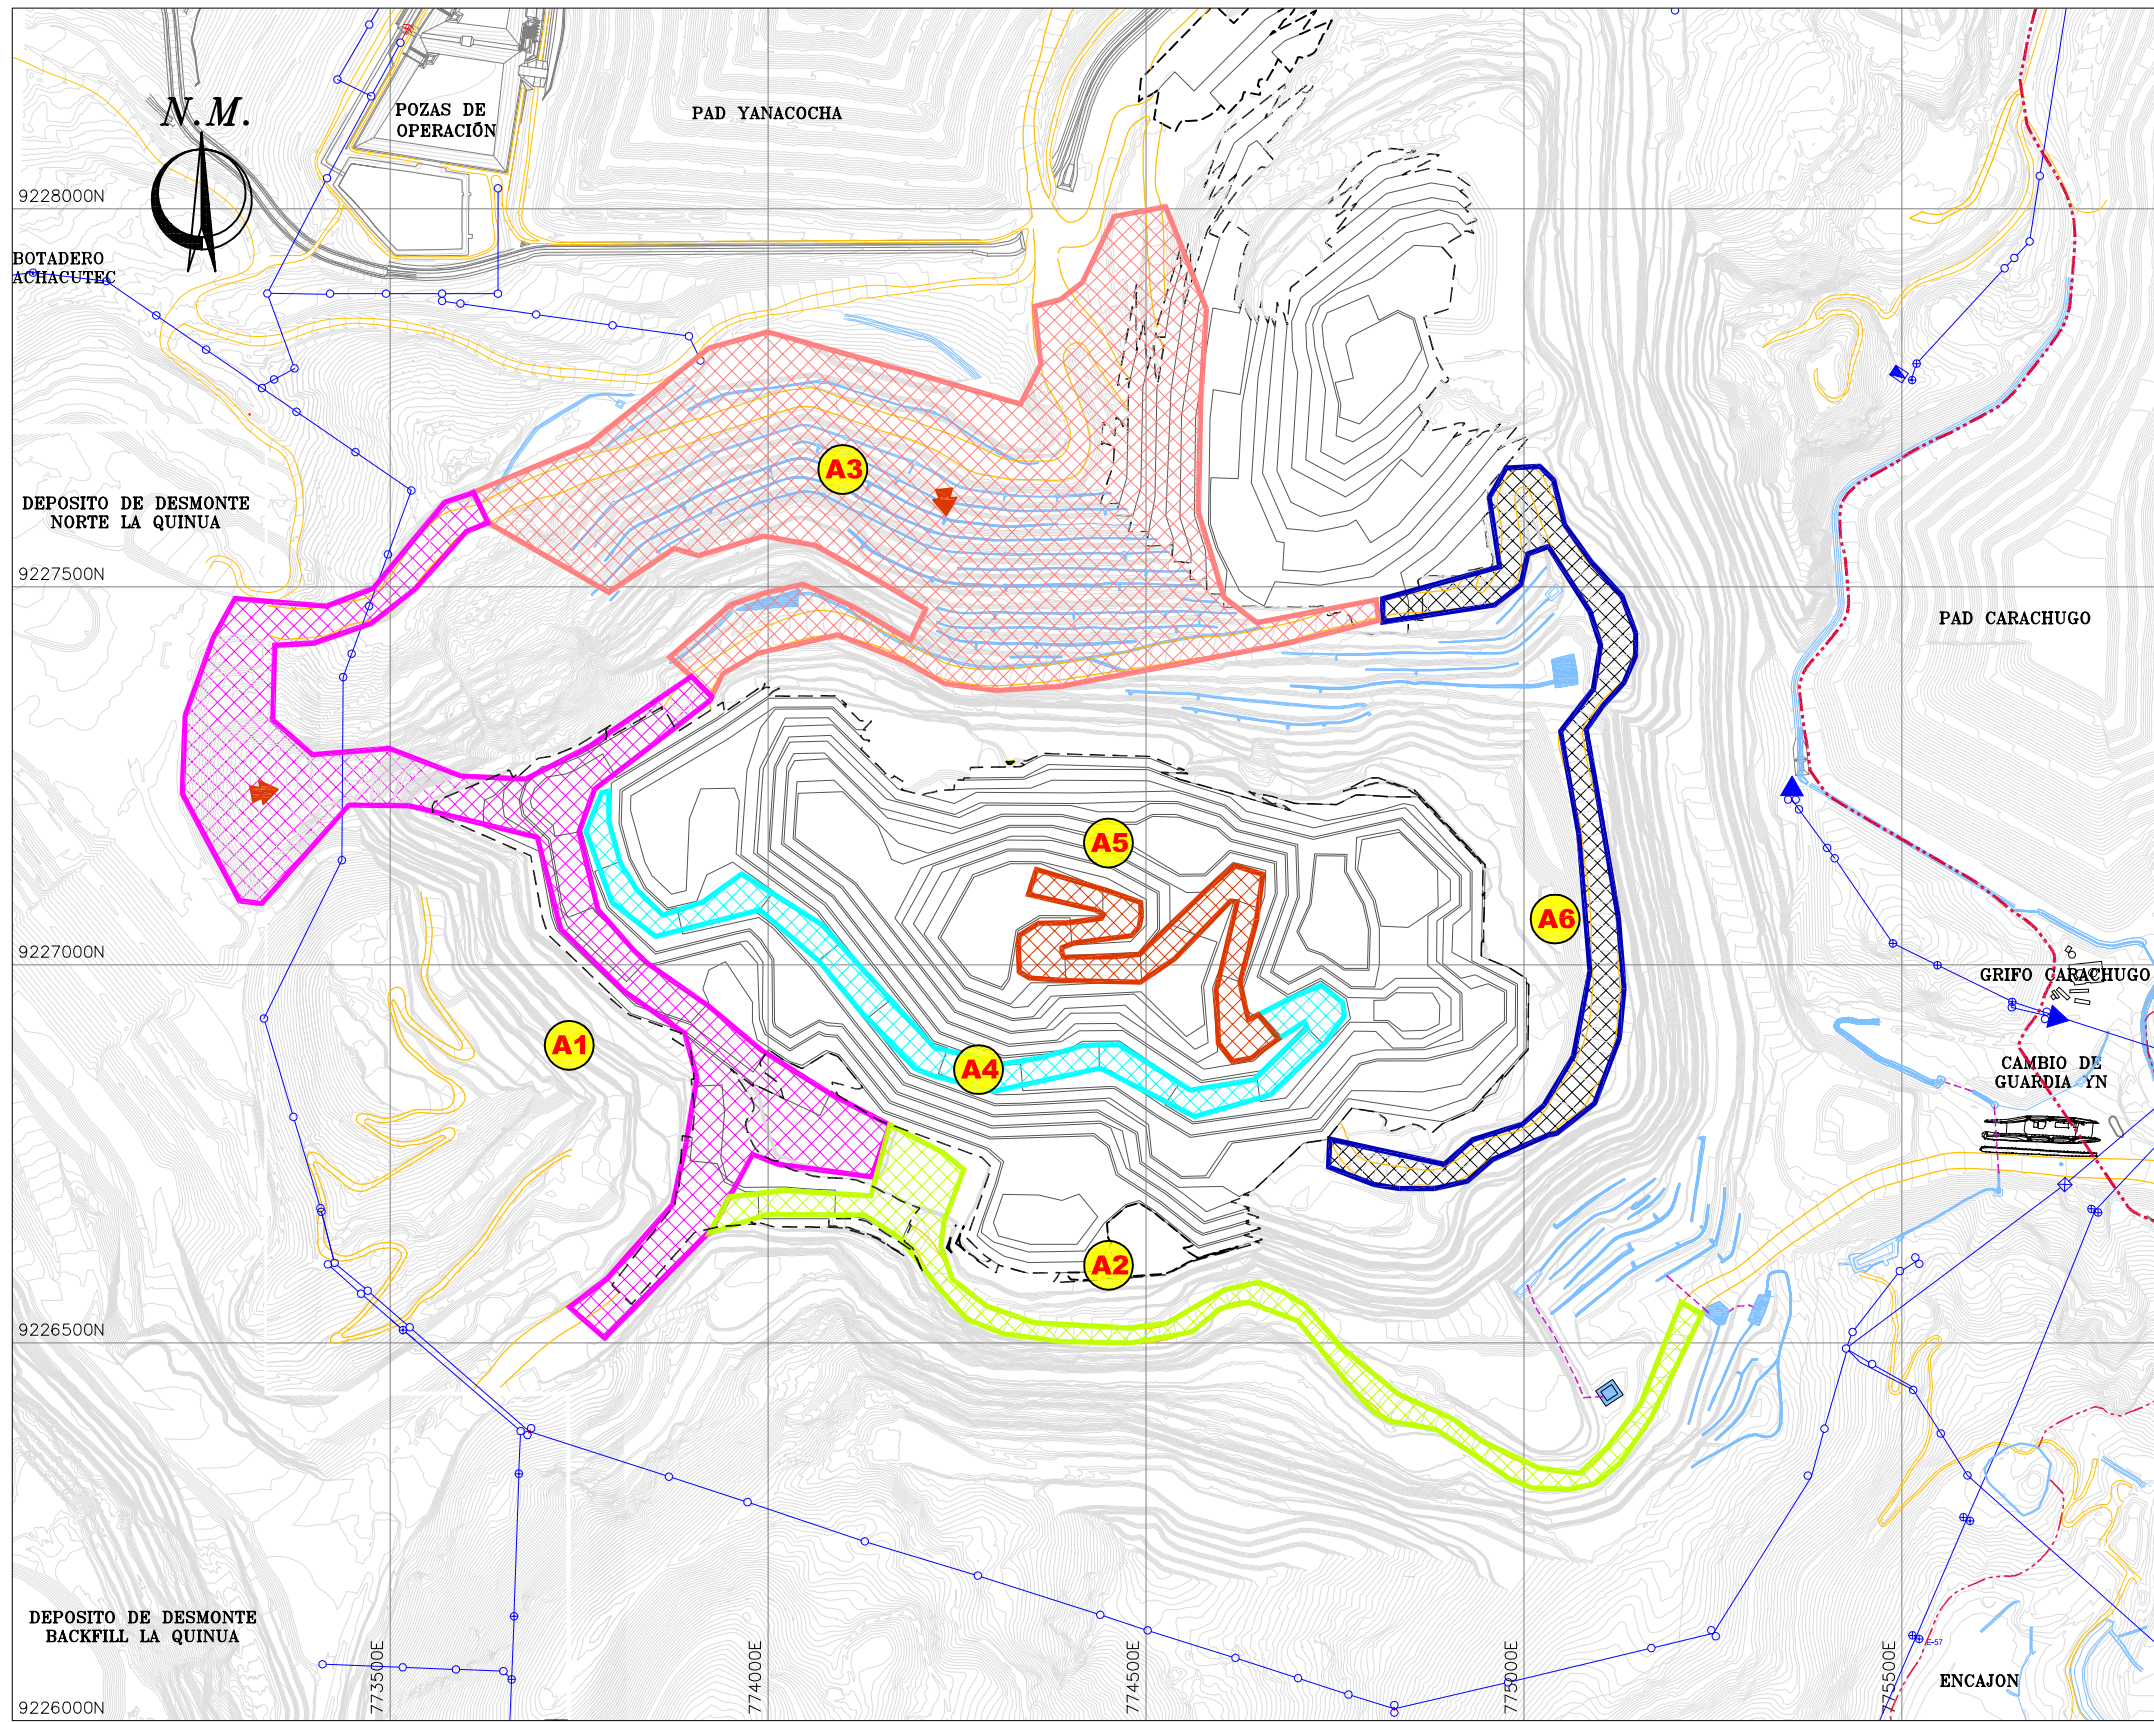 N.M.
POZAS DE
OPERACIÓN
PAD YANACOCHA
9228000N
BOTADERO
ACHACUTEC
A3
DEPOSITO DE DESMONTE
NORTE LA QUINUA
9227500N
PAD CARACHUGO
A5
A6
9227000N
GRIFO CARACHUGO
A1
A4
CAMBIO DE
GUARDIA YN
A2
9226500N
DEPOSITO DE DESMONTE
BACKFILL LA QUINUA
E-57
ENCAJON
9226000N
773500E
774000E
774500E
775000E
775500E